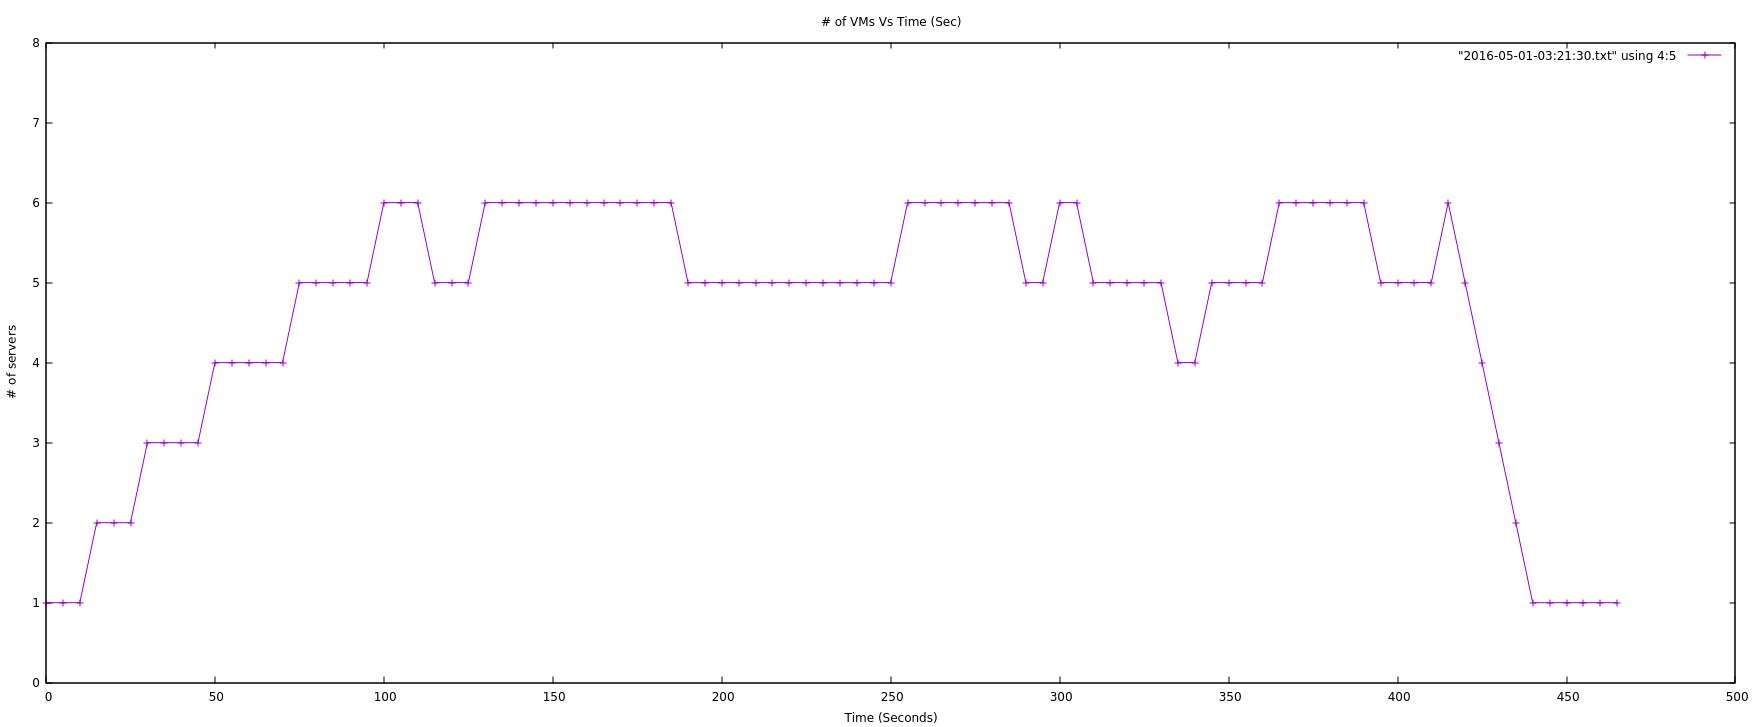 # of VMs Vs Time (Sec)
"2016-05-01-03:21:30.txt" using 4:5
8
7
6
5
4
3
2
1
0
# of servers
0 50 100 150 200 250 300 350 400 450 500
Time (Seconds)